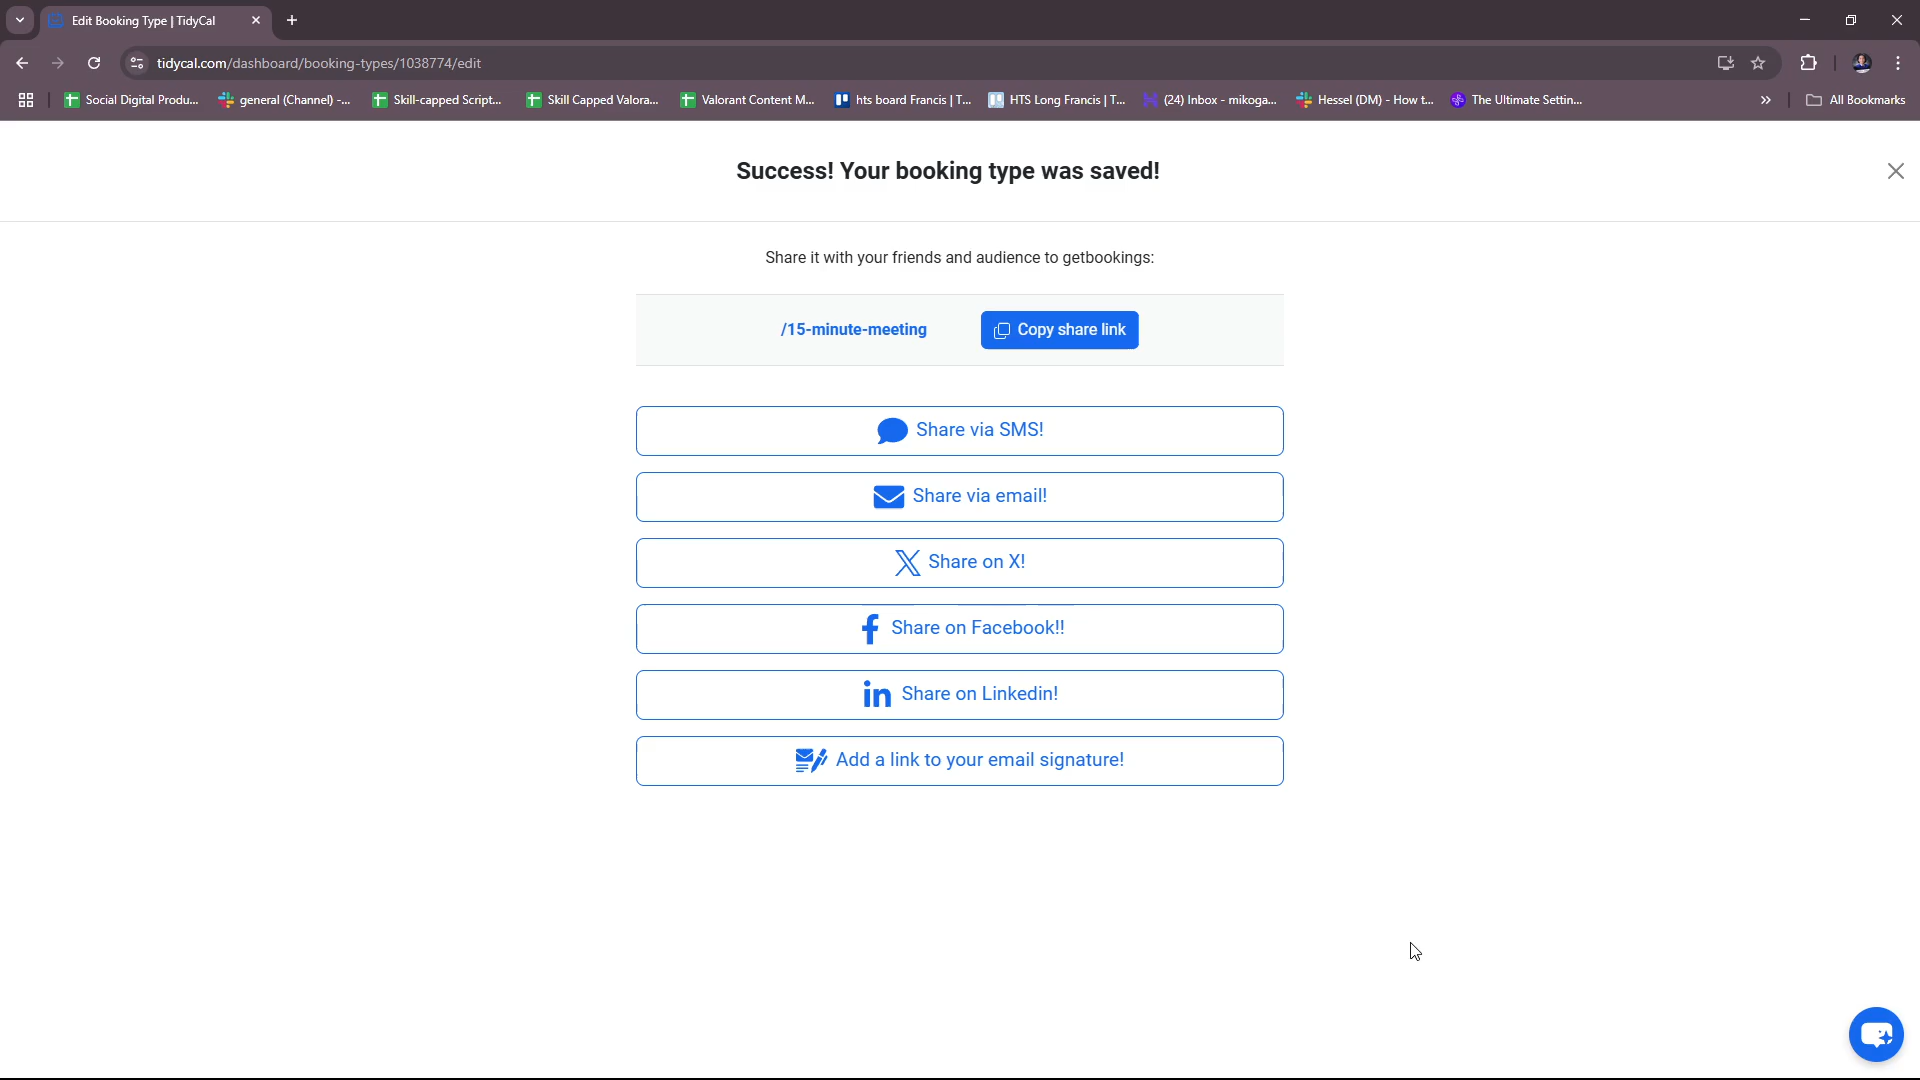 Edit Booking Type | TidyCal
tidycal.com/dashboard/booking-types/1038774/edit
Social Digital Produ... general (Channel) -... Skill-capped Script... Skill Capped Valora... Valorant Content M... hts board Francis | T... HTS Long Francis | T... (24) Inbox - mikoga... Hessel (DM) - How t... The Ultimate Settin... All Bookmarks
Success! Your booking type was saved!
Share it with your friends and audience to getbookings:
/15-minute-meeting Copy share link
Share via SMS!
Share via email!
Share on X!
Share on Facebook!!
Share on Linkedin!
Add a link to your email signature!